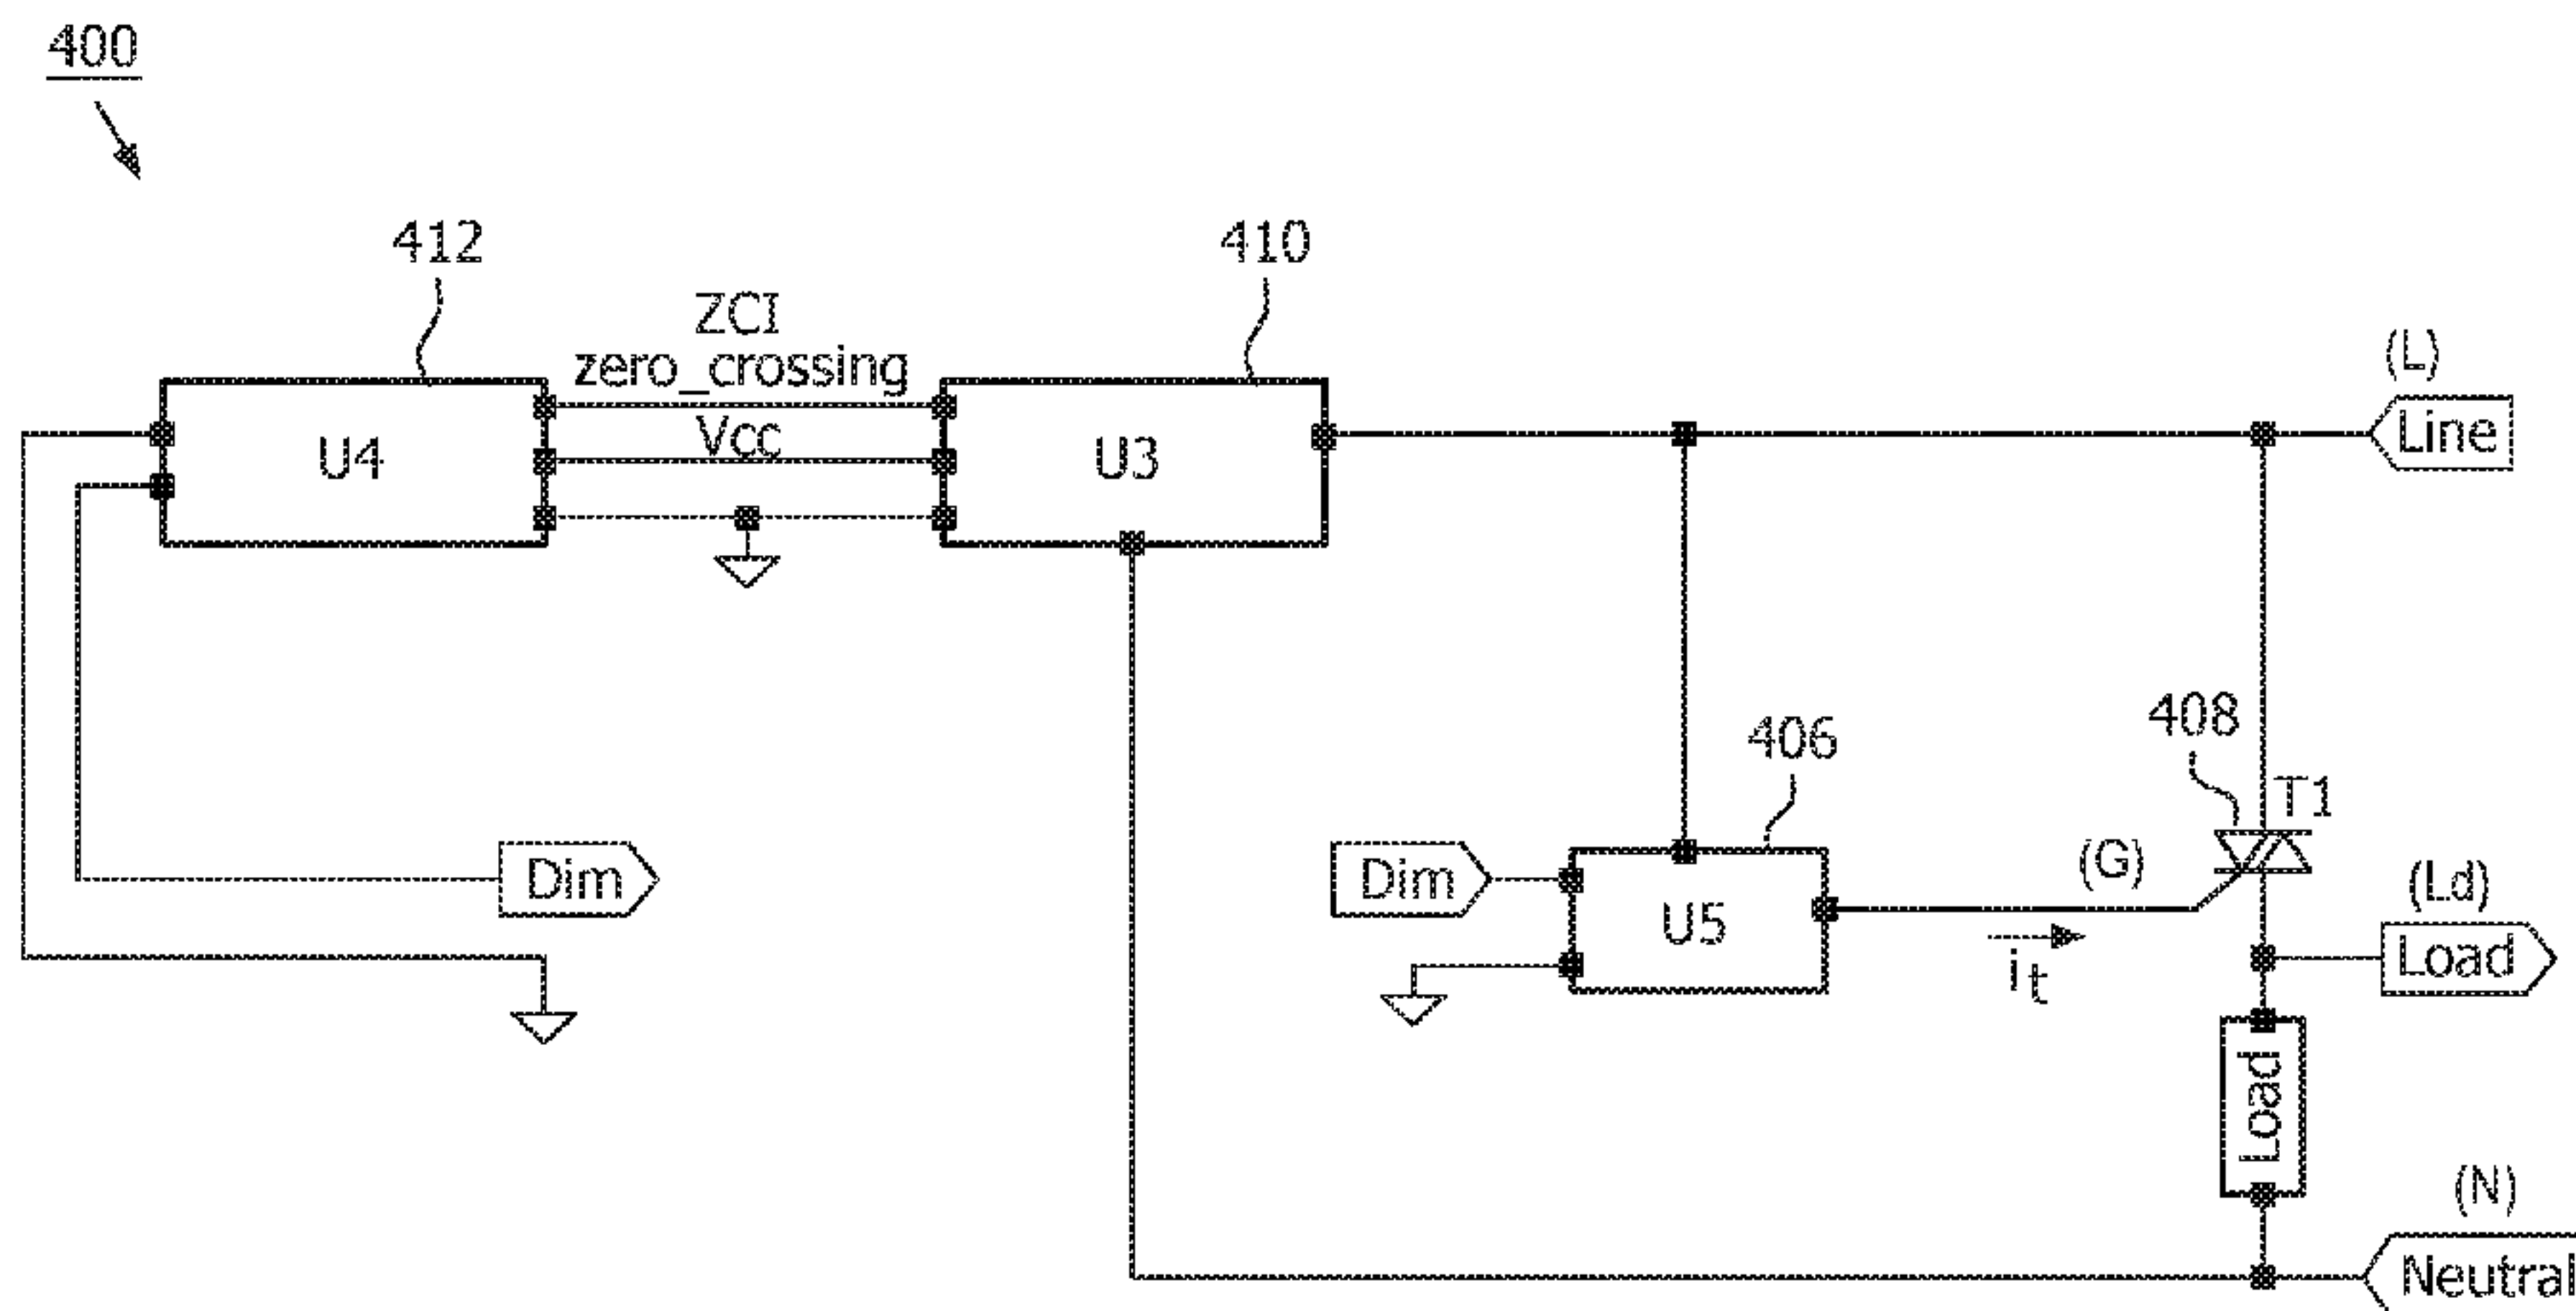 400
412
410
ZCI
zero_crossing
Vcc
U4
U3
(L)
Line
406
408
T1
(G)
Dim
Dim
U5
i_t
(Ld)
Load
Load
(N)
Neutral